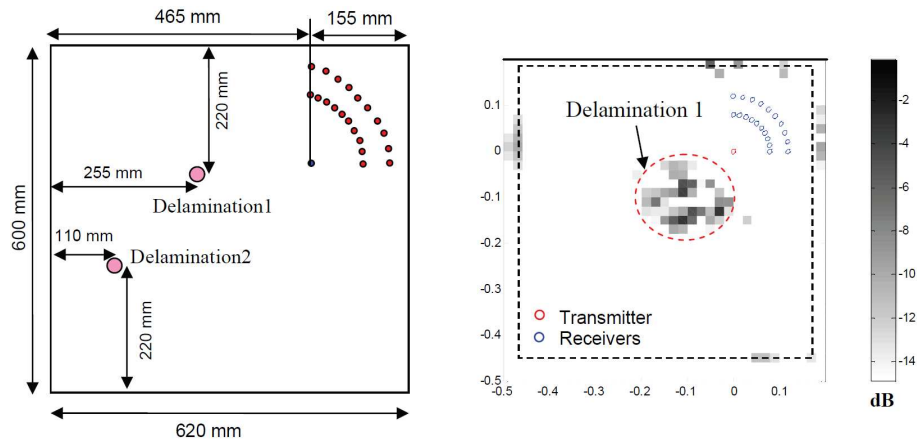 465 mm
155 mm
220 mm
255 mm
Delamination1
600 mm
110 mm
Delamination2
220 mm
620 mm
Delamination 1
0.1
0
-0.1
-0.2
-0.3
-0.4
-0.5
Transmitter
Receivers
-0.5 -0.4 -0.3 -0.2 -0.1 0 0.1
0
-2
-4
-6
-8
-10
-12
-14
dB